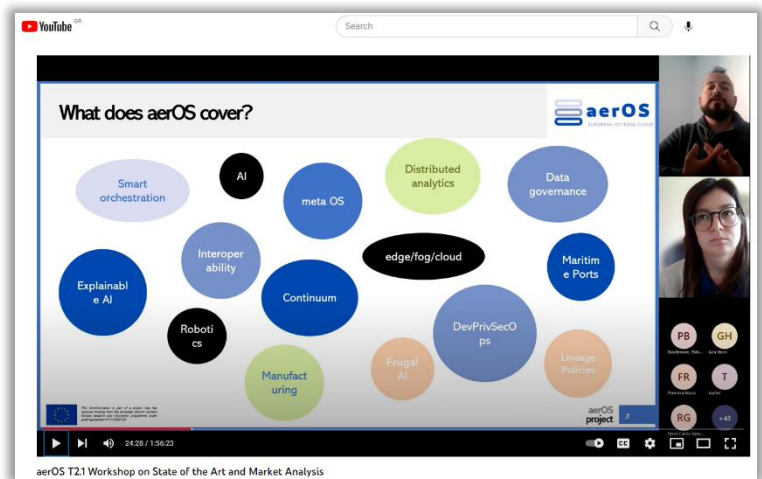 YouTube GR
Search
What does aerOS cover?
aerOS
EUROPEAN IOT EDGE-CLOUD
Smart
orchestration
AI
meta OS
Distributed
analytics
Data
governance
Interoper
ability
edge/fog/cloud
Maritim
e Ports
Explainabl
e AI
Continuum
Roboti
cs
DevPrivSecO
ps
Manufact
uring
Frugal
AI
Lineage
Policies
aerOS
project
3
PB
GH
FR
T
RG
+43
24:28 / 1:56:23
CC
aerOS T2.1 Workshop on State of the Art and Market Analysis